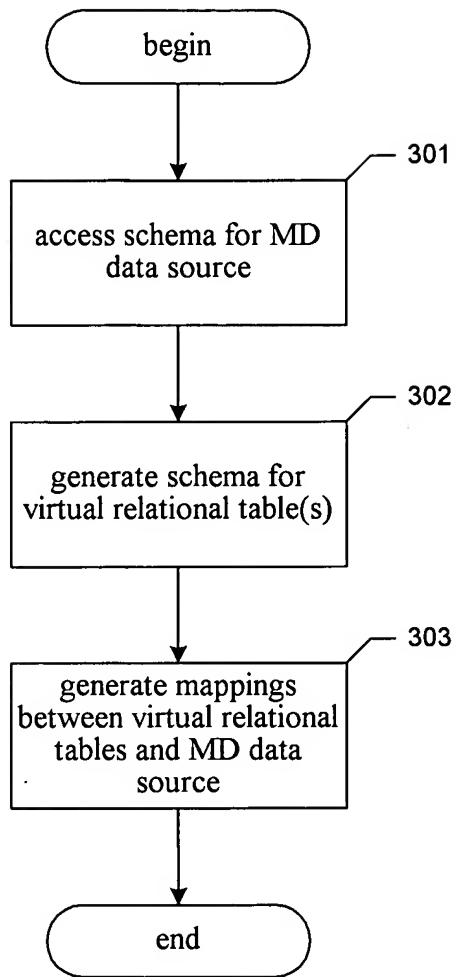 begin
301
access schema for MD
data source
302
generate schema for
virtual relational table(s)
303
generate mappings
between virtual relational
tables and MD data
source
end